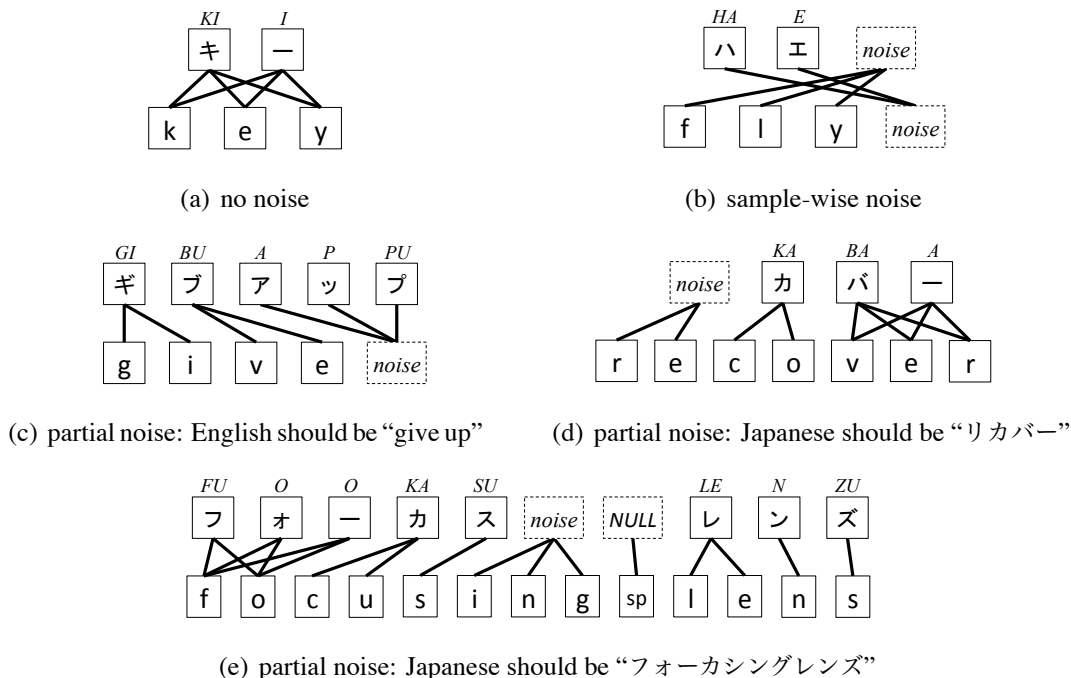 KI I
キ ー
k e y
(a) no noise
HA E
ハ エ noise
f l y noise
(b) sample-wise noise
GI BU A P PU
ギ ブ ア ッ プ
g i v e noise
(c) partial noise: English should be “give up”
KA BA A
noise カ バ ー
r e c o v e r
(d) partial noise: Japanese should be “リカバー”
FU O O KA SU LE N ZU
フ ォ ー カ ス noise NULL レ ン ズ
f o c u s i n g sp l e n s
(e) partial noise: Japanese should be “フォーカシングレンズ”